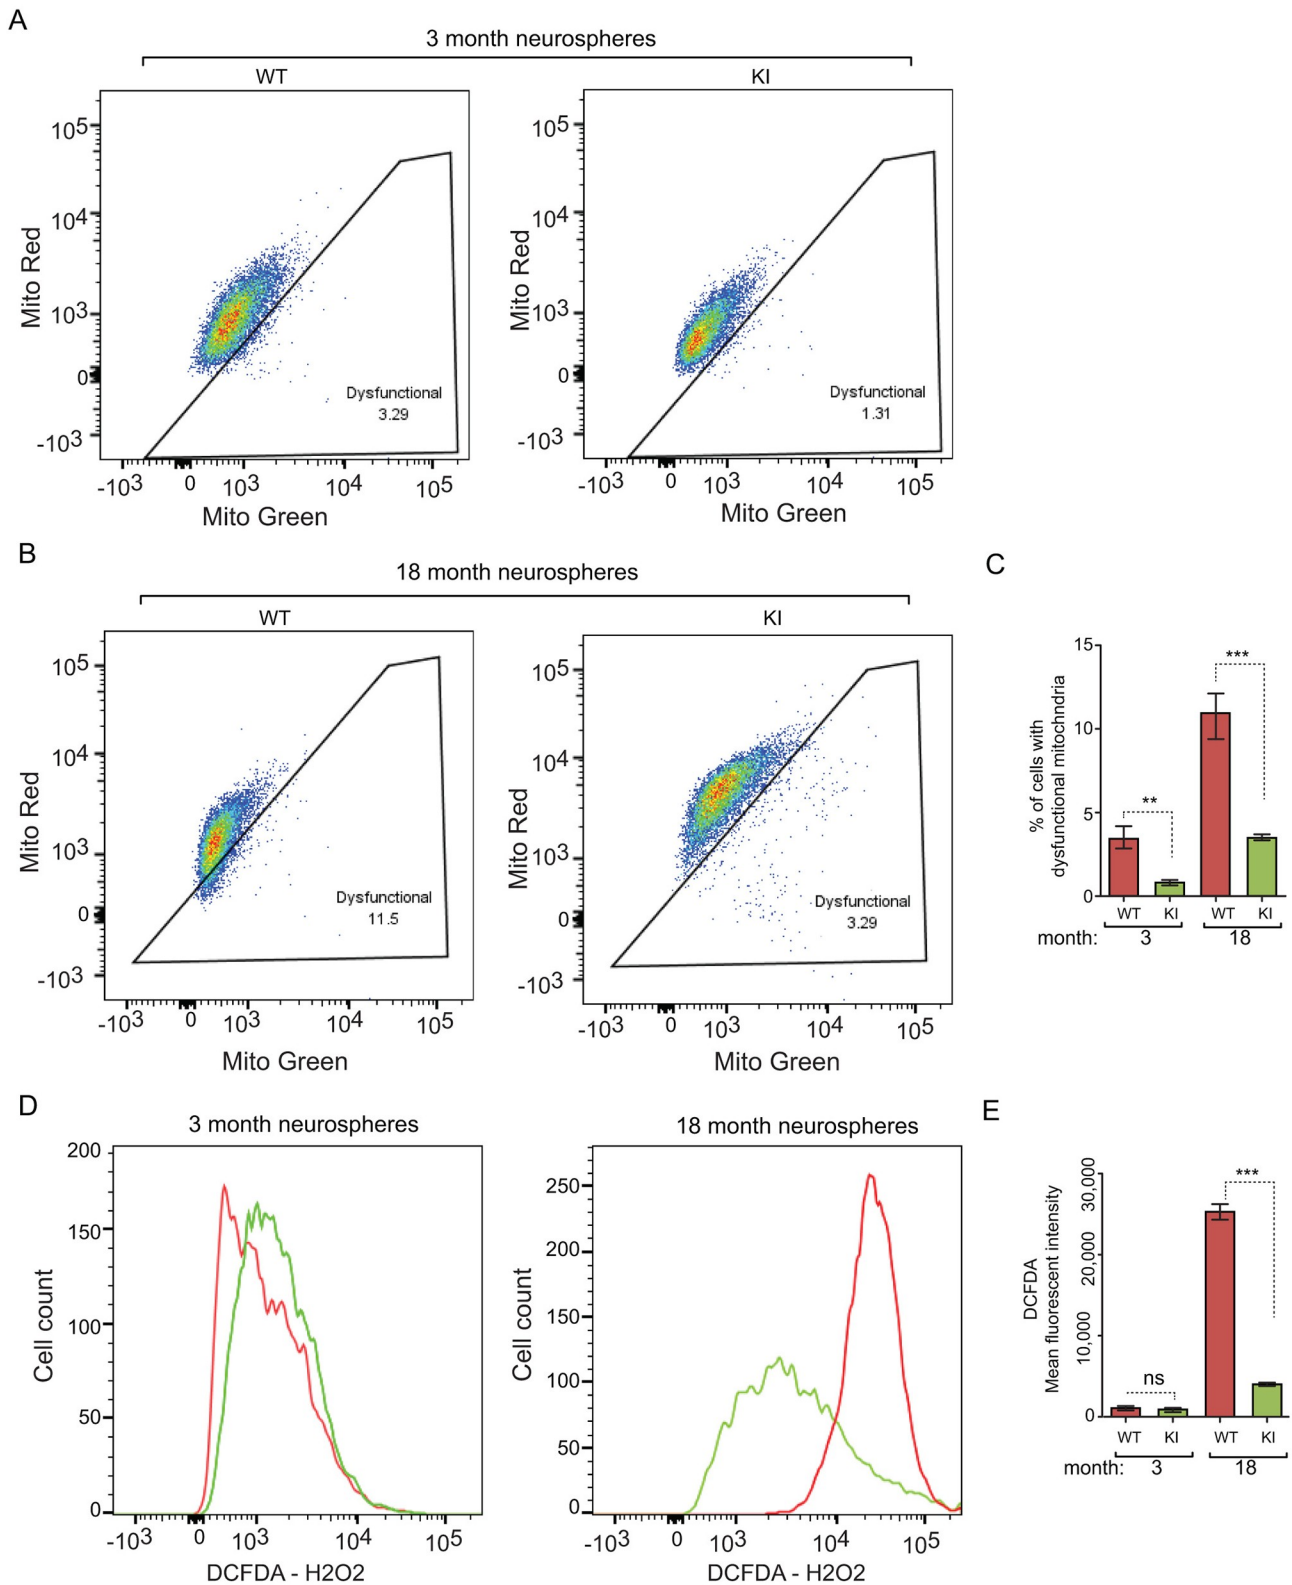 A
3 month neurospheres
WT
KI
10^5
10^4
10^3
0
-10^3
Mito Red
Dysfunctional
3.29
-10^3 0 10^3 10^4 10^5
Mito Green
10^5
10^4
10^3
0
-10^3
Mito Red
Dysfunctional
1.31
-10^3 0 10^3 10^4 10^5
Mito Green
B
18 month neurospheres
WT
KI
10^5
10^4
10^3
0
-10^3
Mito Red
Dysfunctional
11.5
-10^3 0 10^3 10^4 10^5
Mito Green
10^5
10^4
10^3
0
-10^3
Mito Red
Dysfunctional
3.29
-10^3 0 10^3 10^4 10^5
Mito Green
C
% of cells with
dysfunctional mitochndria
15
10
5
0
**
***
WT KI WT KI
month: 3 18
D
3 month neurospheres
200
150
100
50
0
Cell count
-10^3 0 10^3 10^4 10^5
DCFDA - H2O2
18 month neurospheres
250
200
150
100
50
0
Cell count
-10^3 0 10^3 10^4 10^5
DCFDA - H2O2
E
DCFDA
Mean fluorescent intensity
30,000
20,000
10,000
0
ns
***
WT KI WT KI
month: 3 18